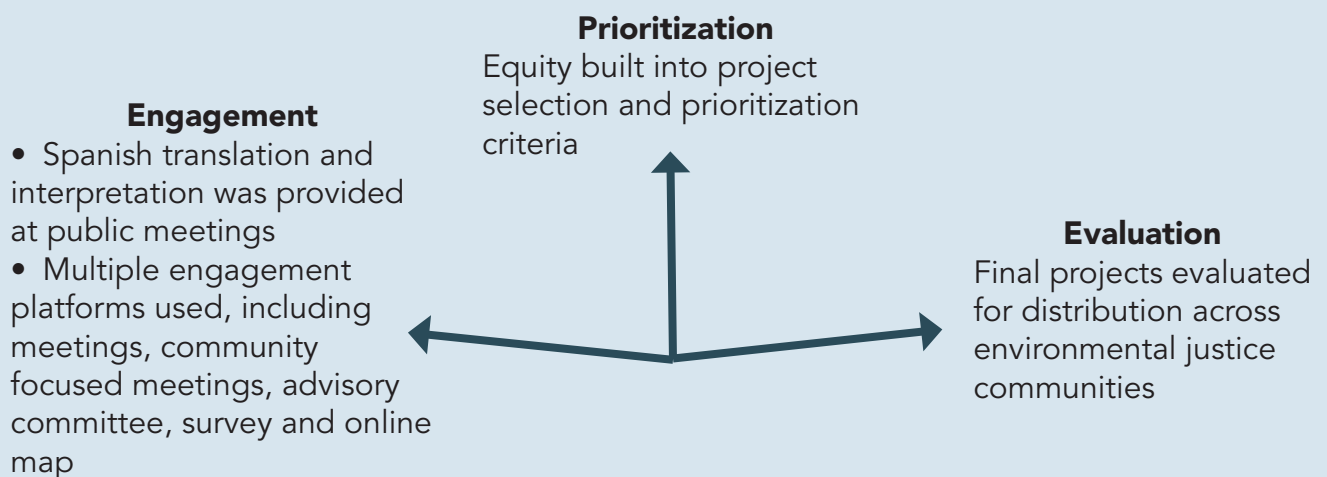 Prioritization
Equity built into project
selection and prioritization
criteria
Engagement
• Spanish translation and
interpretation was provided
at public meetings
• Multiple engagement
platforms used, including
meetings, community
focused meetings, advisory
committee, survey and online
map
Evaluation
Final projects evaluated
for distribution across
environmental justice
communities